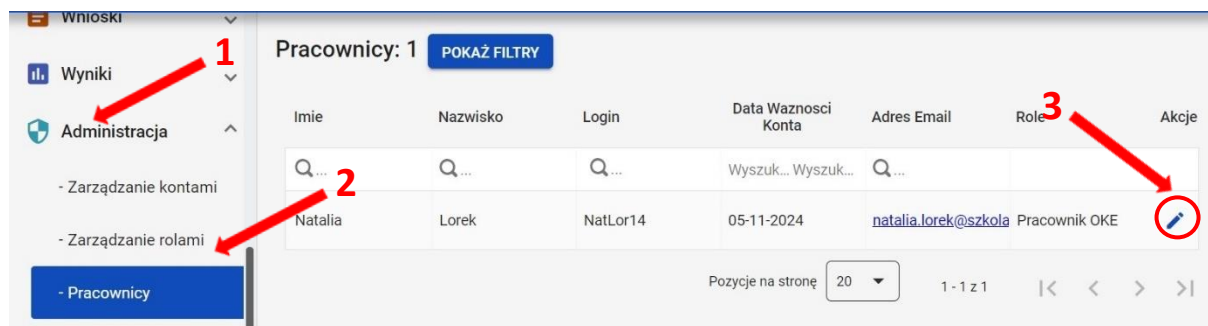 Wnioski
1
Wyniki
Administracja
- Zarządzanie kontami
2
- Zarządzanie rolami
- Pracownicy
Pracownicy: 1 POKAŻ FILTRY
3
Imie Nazwisko Login Data Waznosci Konta Adres Email Role Akcje
... ... ... Wyszuk... Wyszuk... ...
Natalia Lorek NatLor14 05-11-2024 natalia.lorek@szkola Pracownik OKE
Pozycje na stronę 20 1 - 1 z 1